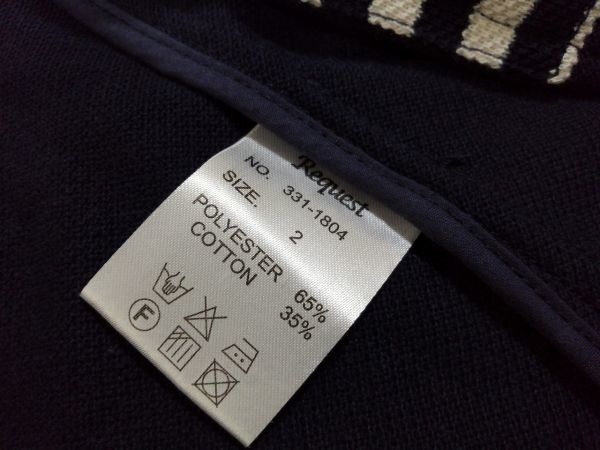 Request
NO. 331-1804
SIZE. 2
POLYESTER 65%
COTTON 35%
F